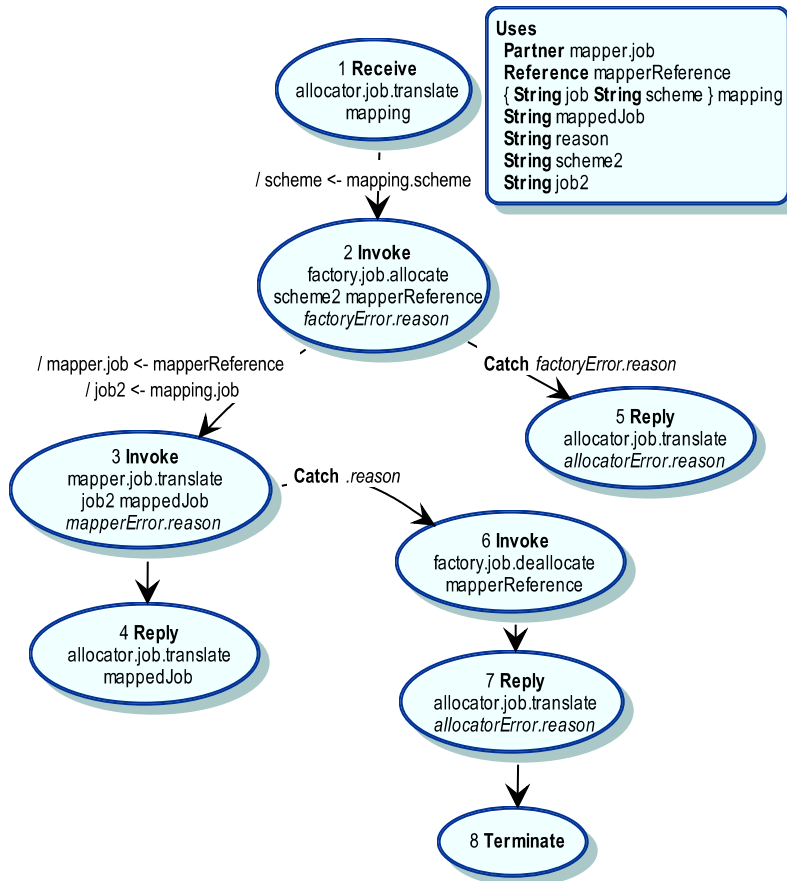 1 Receive
allocator.job.translate
mapping
Uses
Partner mapper.job
Reference mapperReference
{ String job String scheme } mapping
String mappedJob
String reason
String scheme2
String job2
/ scheme <- mapping.scheme
2 Invoke
factory.job.allocate
scheme2 mapperReference
factoryError.reason
/ mapper.job <- mapperReference
/ job2 <- mapping.job
Catch factoryError.reason
5 Reply
allocator.job.translate
allocatorError.reason
3 Invoke
mapper.job.translate
job2 mappedJob
mapperError.reason
Catch .reason
6 Invoke
factory.job.deallocate
mapperReference
4 Reply
allocator.job.translate
mappedJob
7 Reply
allocator.job.translate
allocatorError.reason
8 Terminate